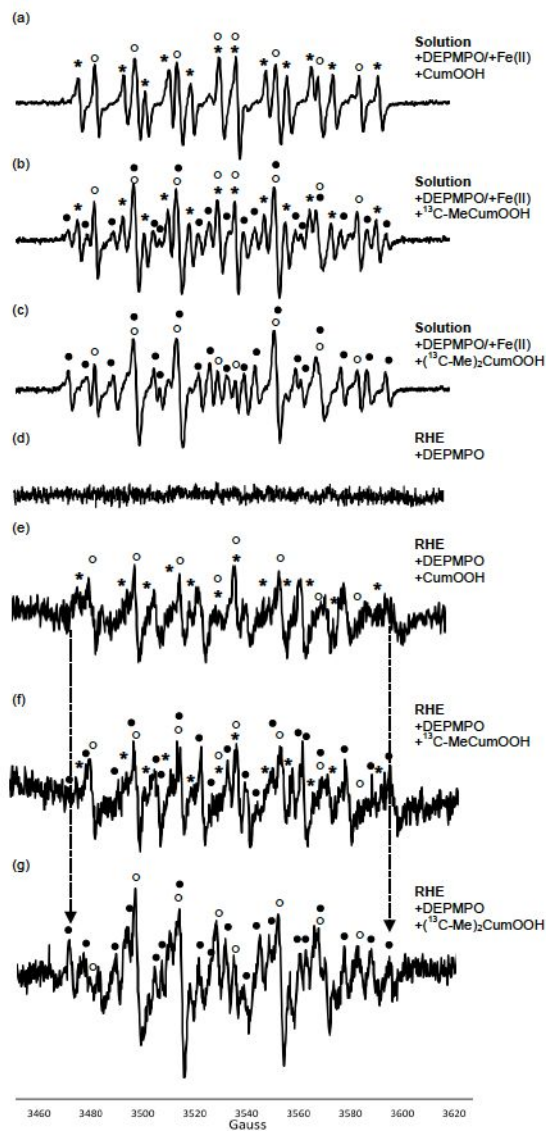 (a)
Solution
+DEPMPO/+Fe(II)
+CumOOH
(b)
Solution
+DEPMPO/+Fe(II)
+¹³C-MeCumOOH
(c)
Solution
+DEPMPO/+Fe(II)
+(¹³C-Me)₂CumOOH
(d)
RHE
+DEPMPO
(e)
RHE
+DEPMPO
+CumOOH
(f)
RHE
+DEPMPO
+¹³C-MeCumOOH
(g)
RHE
+DEPMPO
+(¹³C-Me)₂CumOOH
3460 3480 3500 3520 3540 3560 3580 3600 3620
Gauss